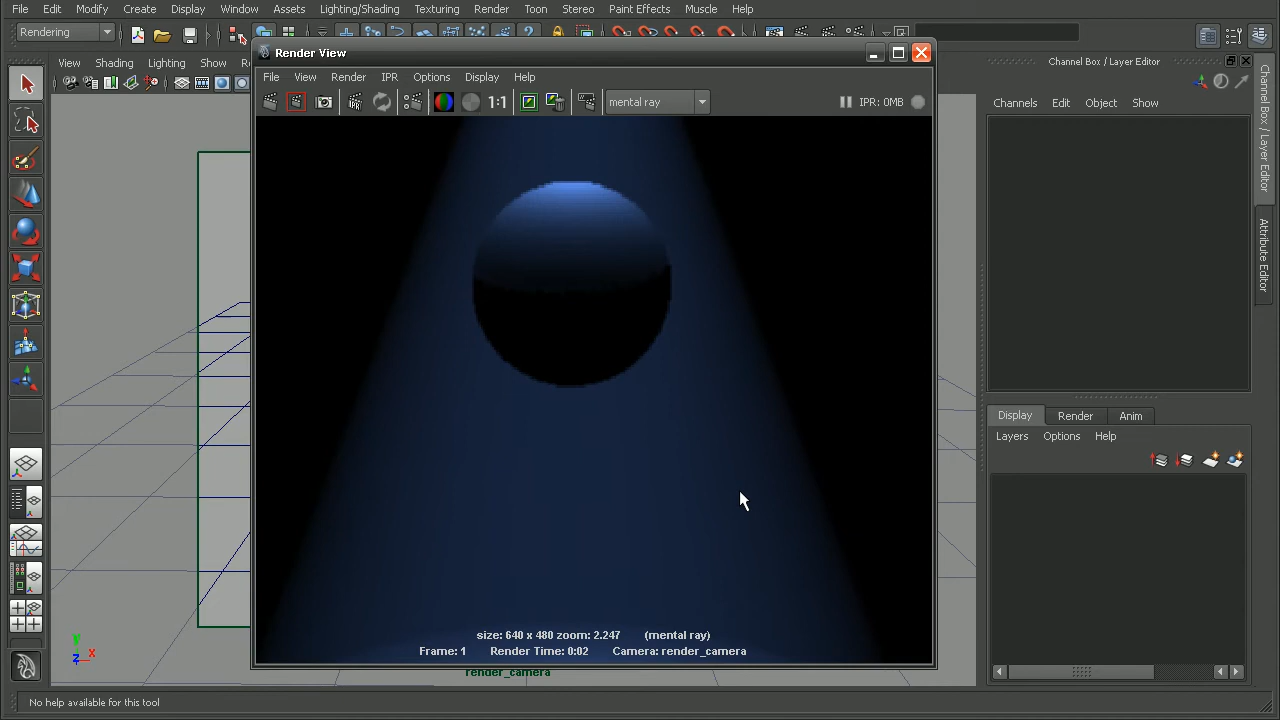 File Edit Modify Create Display Window Assets Lighting/Shading Texturing Render Toon Stereo Paint Effects Muscle Help
Rendering
Render View
Channel Box / Layer Editor
View Shading Lighting Show
File View Render IPR Options Display Help
Channels Edit Object Show
1:1 mental ray IPR: 0MB
Channel Box / Layer Editor
Attribute Editor
Display Render Anim
Layers Options Help
size: 640 x 480 zoom: 2.247 (mental ray)
Frame: 1 Render Time: 0:02 Camera: render_camera
render_camera
Y
Z X
No help available for this tool